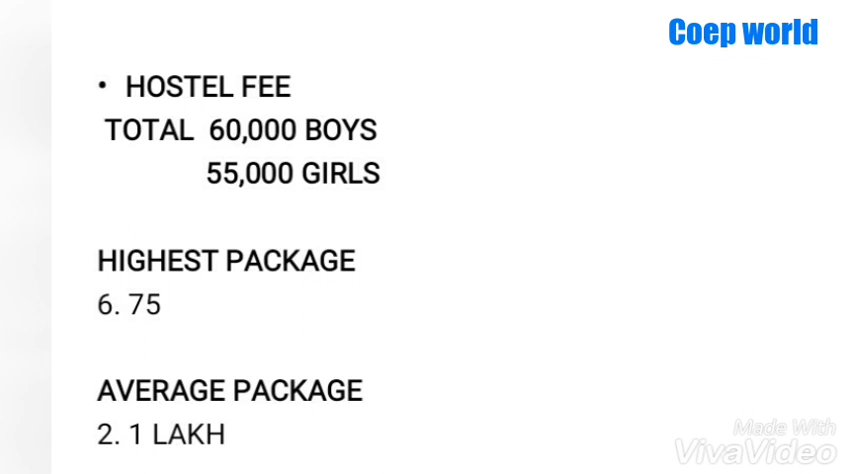 Coep world
• HOSTEL FEE
TOTAL 60,000 BOYS
55,000 GIRLS
HIGHEST PACKAGE
6. 75
AVERAGE PACKAGE
2. 1 LAKH
Made With
VivaVideo